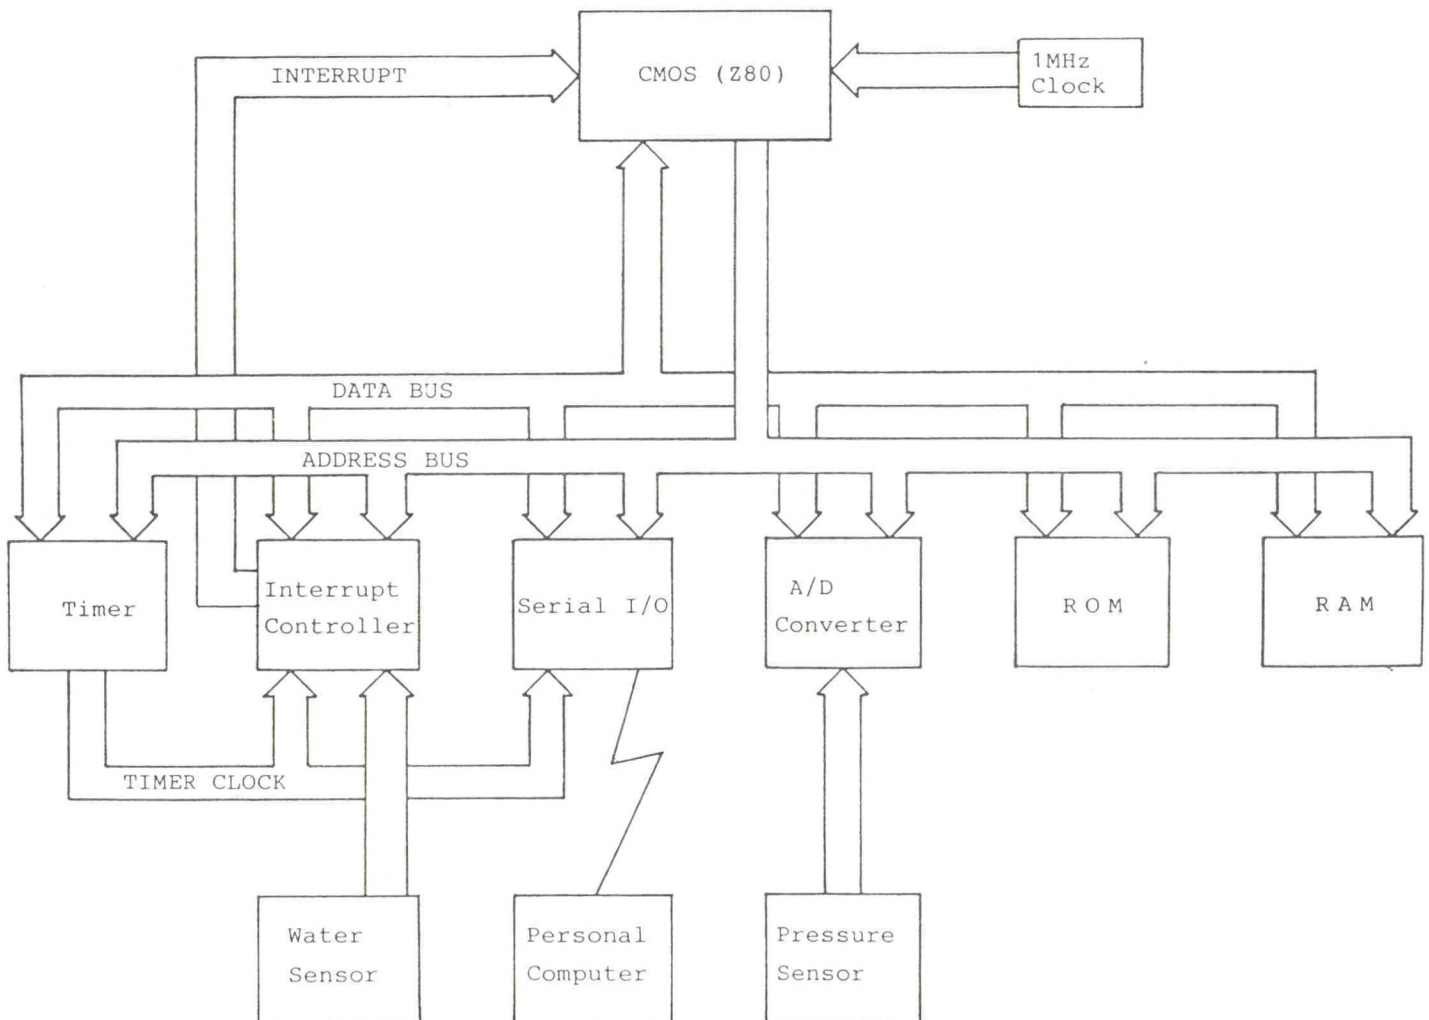 INTERRUPT
CMOS (Z80)
1MHz
Clock
DATA BUS
ADDRESS BUS
Timer
Interrupt
Controller
Serial I/O
A/D
Converter
ROM
RAM
TIMER CLOCK
Water
Sensor
Personal
Computer
Pressure
Sensor